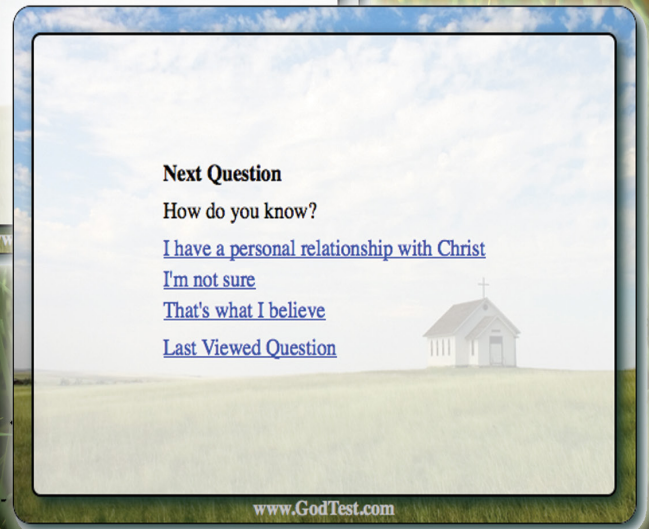 Next Question
How do you know?
I have a personal relationship with Christ
I'm not sure
That's what I believe
Last Viewed Question
www.GodTest.com